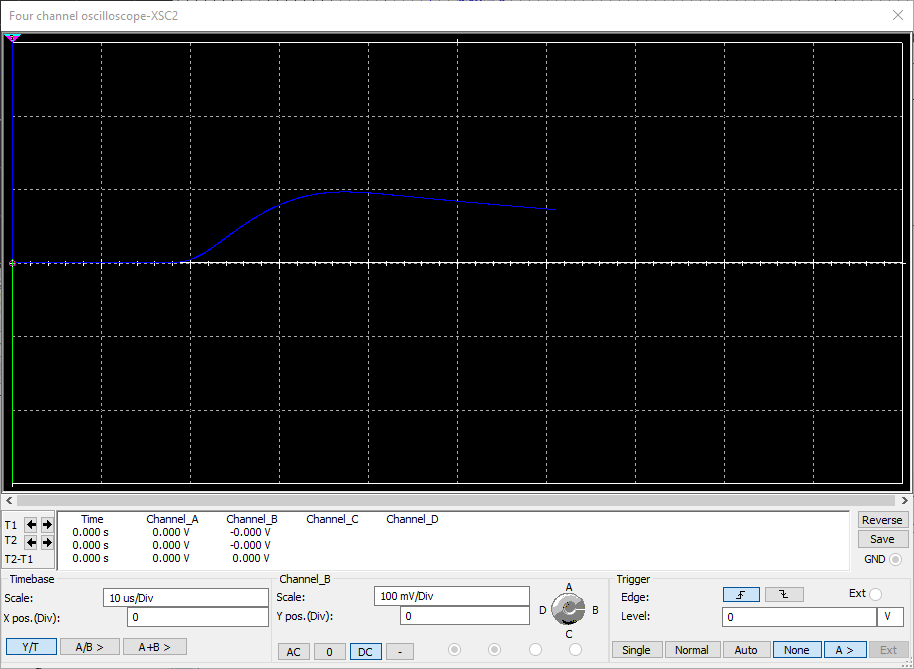 Four channel oscilloscope-XSC2
T1
T2
T2-T1
Time Channel_A Channel_B Channel_C Channel_D
0.000 s 0.000 V -0.000 V
0.000 s 0.000 V -0.000 V
0.000 s 0.000 V 0.000 V
Reverse
Save
GND
Timebase
Scale: 10 us/Div
X pos.(Div): 0
Y/T A/B > A+B >
Channel_B
Scale: 100 mV/Div
Y pos.(Div): 0
AC 0 DC -
A
D B
C
Trigger
Edge: Ext
Level: 0 V
Single Normal Auto None A > Ext